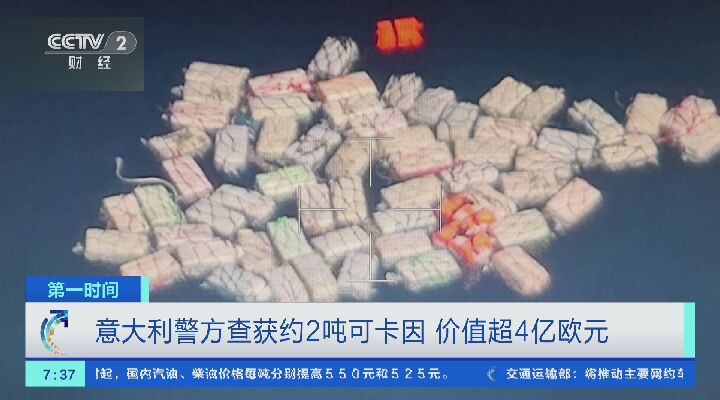 CCTV 2
财经
第一时间
意大利警方查获约2吨可卡因 价值超4亿欧元
7:37 时起，国内汽油、柴油价格每吨分别提高550元和525元。 交通运输部：将推动主要网约车